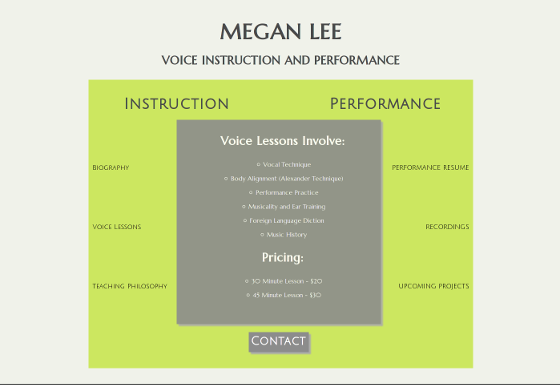 MEGAN LEE
VOICE INSTRUCTION AND PERFORMANCE
INSTRUCTION PERFORMANCE
Voice Lessons Involve:
Vocal Technique
BIOGRAPHY
PERFORMANCE RESUME
Body Alignment (Alexander Technique)
Performance Practice
Musicality and Ear Training
Foreign Language Diction
VOICE LESSONS
RECORDINGS
Music History
Pricing:
30 Minute Lesson - $20
TEACHING PHILOSOPHY
UPCOMING PROJECTS
45 Minute Lesson - $30
CONTACT